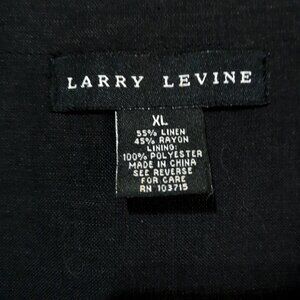 LARRY LEVINE
XL
55% LINEN
45% RAYON
LINING:
100% POLYESTER
MADE IN CHINA
SEE REVERSE
FOR CARE
RN 103715